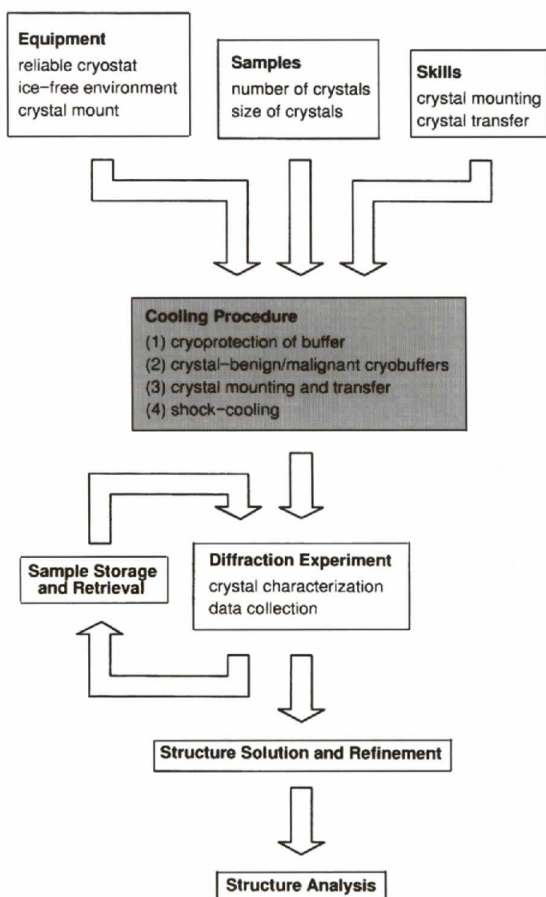 Equipment
reliable cryostat
ice-free environment
crystal mount
Samples
number of crystals
size of crystals
Skills
crystal mounting
crystal transfer
Cooling Procedure
(1) cryoprotection of buffer
(2) crystal-benign/malignant cryobuffers
(3) crystal mounting and transfer
(4) shock-cooling
Sample Storage
and Retrieval
Diffraction Experiment
crystal characterization
data collection
Structure Solution and Refinement
Structure Analysis